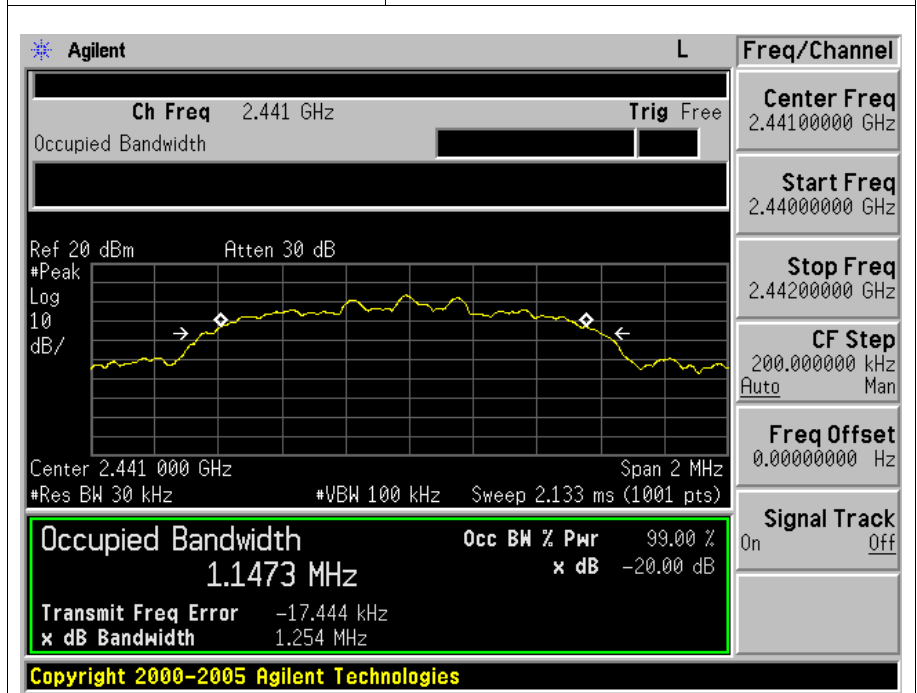 Agilent L
Freq/Channel
Ch Freq 2.441 GHz Trig Free
Occupied Bandwidth
Center Freq
2.44100000 GHz
Start Freq
2.44000000 GHz
Stop Freq
2.44200000 GHz
CF Step
200.000000 kHz
Auto Man
Freq Offset
0.00000000 Hz
Signal Track
On Off
Ref 20 dBm Atten 30 dB
#Peak
Log
10
dB/
Center 2.441 000 GHz Span 2 MHz
#Res BW 30 kHz #VBW 100 kHz Sweep 2.133 ms (1001 pts)
Occupied Bandwidth
1.1473 MHz
Occ BW % Pwr 99.00 %
x dB -20.00 dB
Transmit Freq Error -17.444 kHz
x dB Bandwidth 1.254 MHz
Copyright 2000-2005 Agilent Technologies